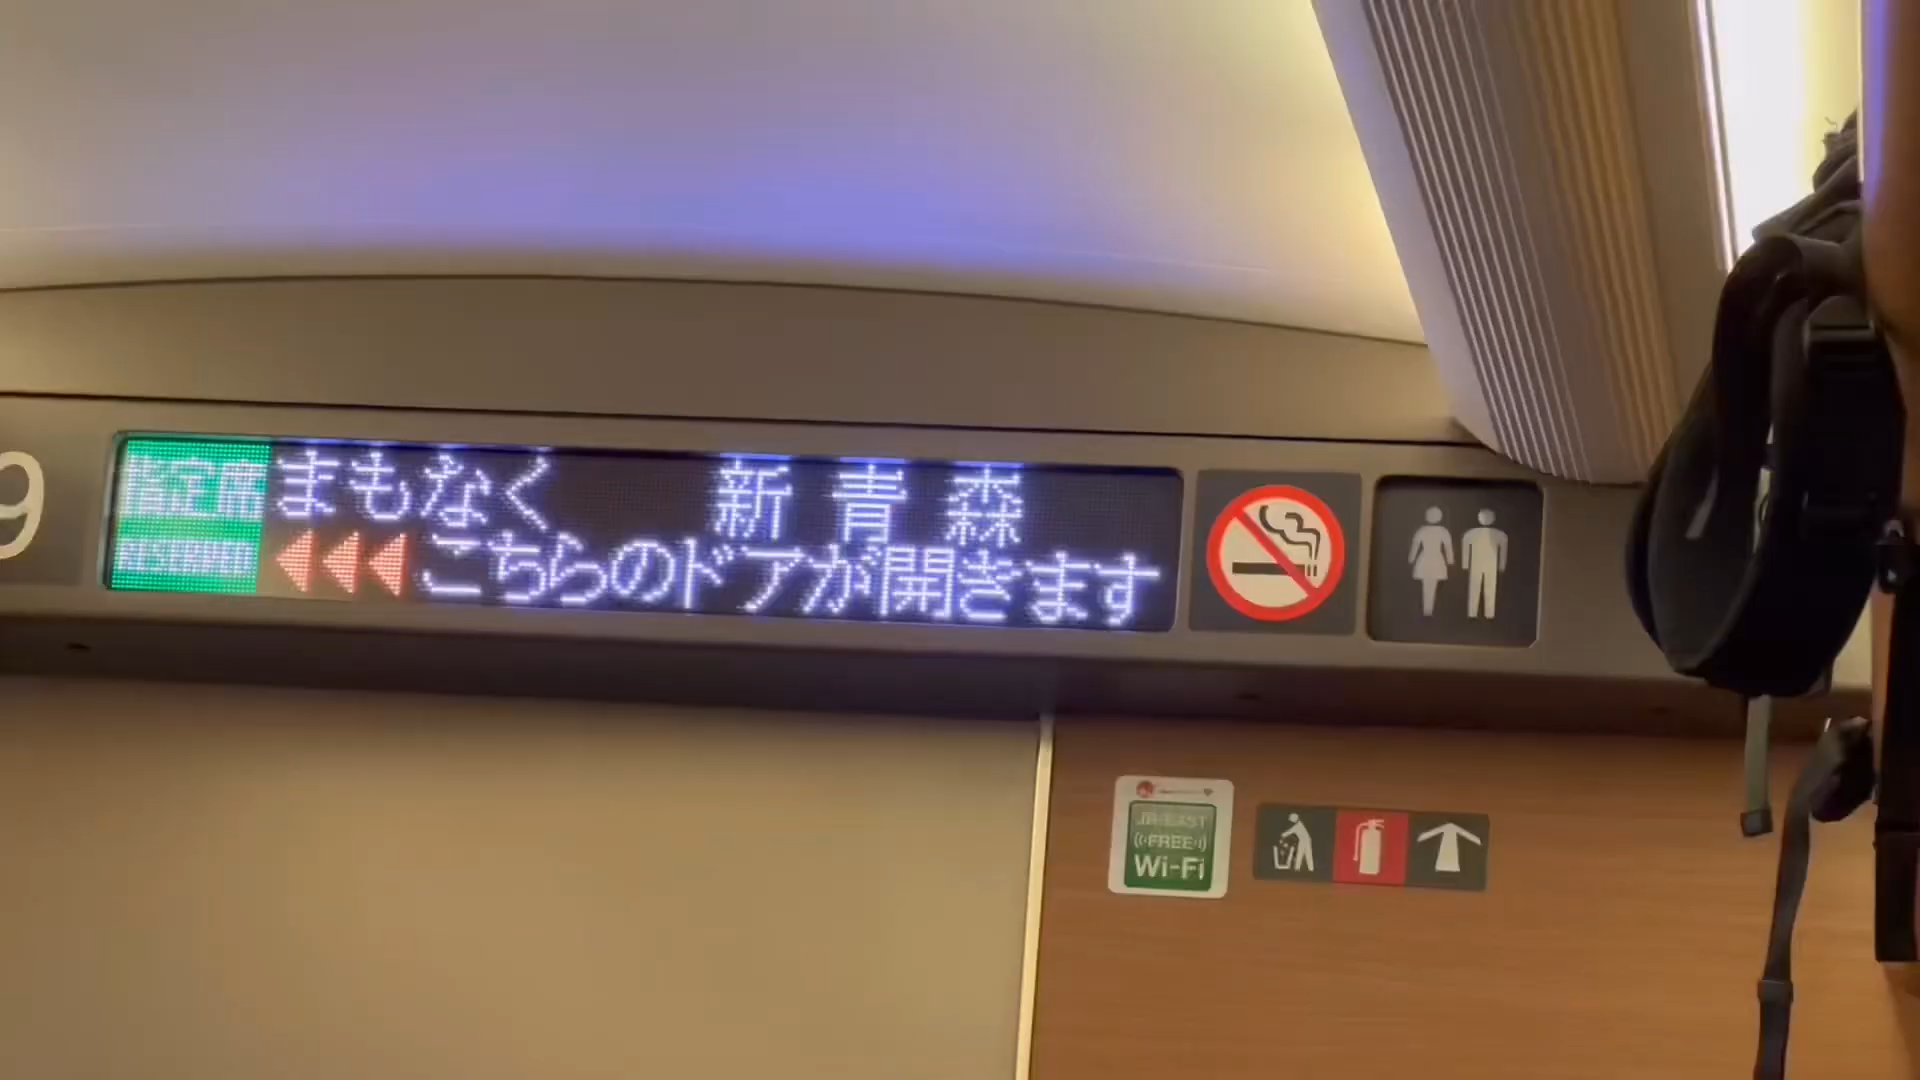 9
指定席
RESERVED
まもなく 新青森
◀◀◀こちらのドアが開きます
JR-EAST
FREE
Wi-Fi